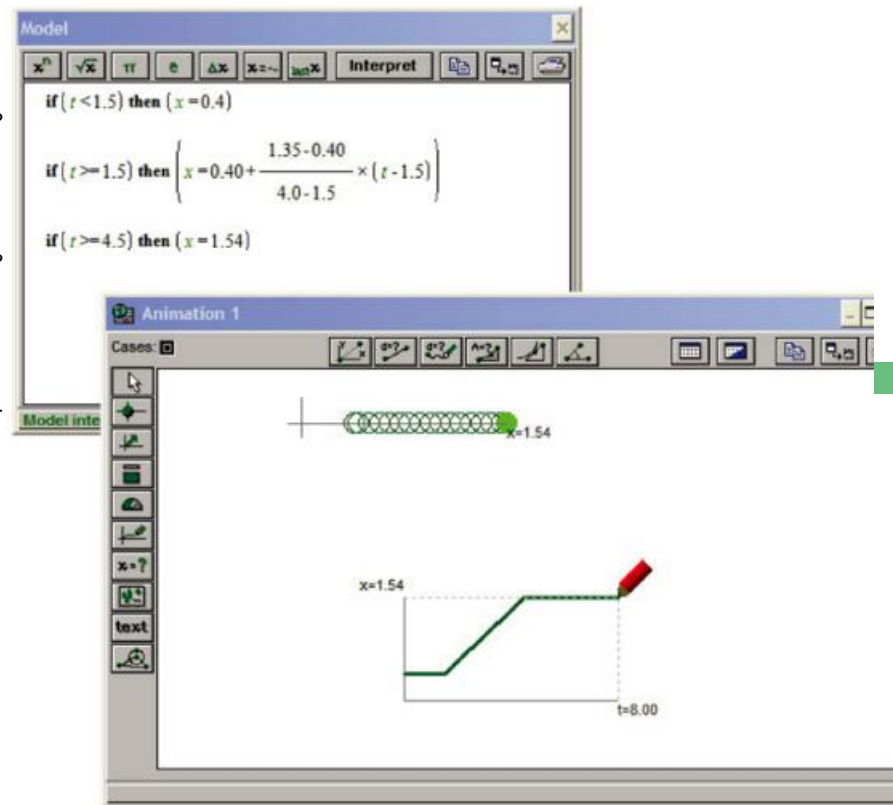 Model
xⁿ √x π e Δx Interpret
if(t<1.5) then (x=0.4)
if(t>=1.5) then (x=0.40+ 1.35-0.40 / 4.0-1.5 ×(t-1.5))
if(t>=4.5) then (x=1.54)
Model inte
Animation 1
Cases:
x=?
text
x=1.54
x=1.54
t=8.00